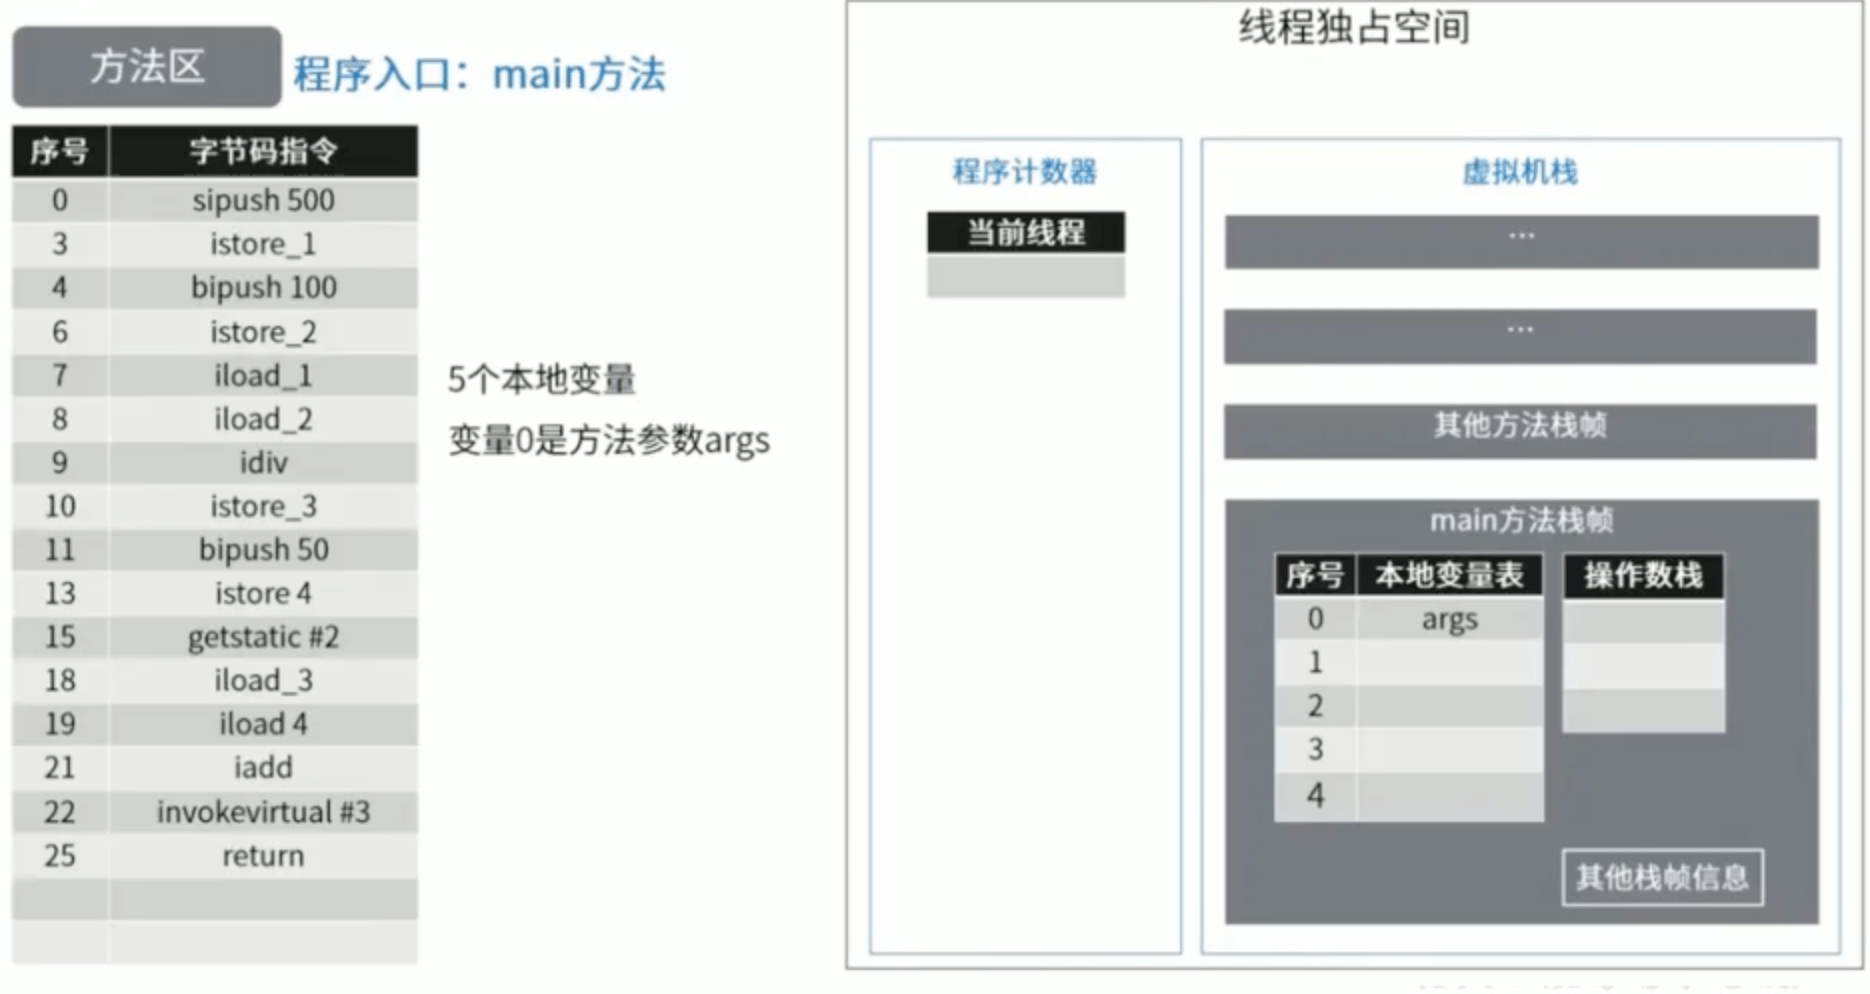 方法区
程序入口：main方法
序号 字节码指令
0 sipush 500
3 istore_1
4 bipush 100
6 istore_2
7 iload_1
8 iload_2
9 idiv
10 istore_3
11 bipush 50
13 istore 4
15 getstatic #2
18 iload_3
19 iload 4
21 iadd
22 invokevirtual #3
25 return
5个本地变量
变量0是方法参数args
线程独占空间
程序计数器
当前线程
虚拟机栈
...
...
其他方法栈帧
main方法栈帧
序号 本地变量表 操作数栈
0 args
1
2
3
4
其他栈帧信息